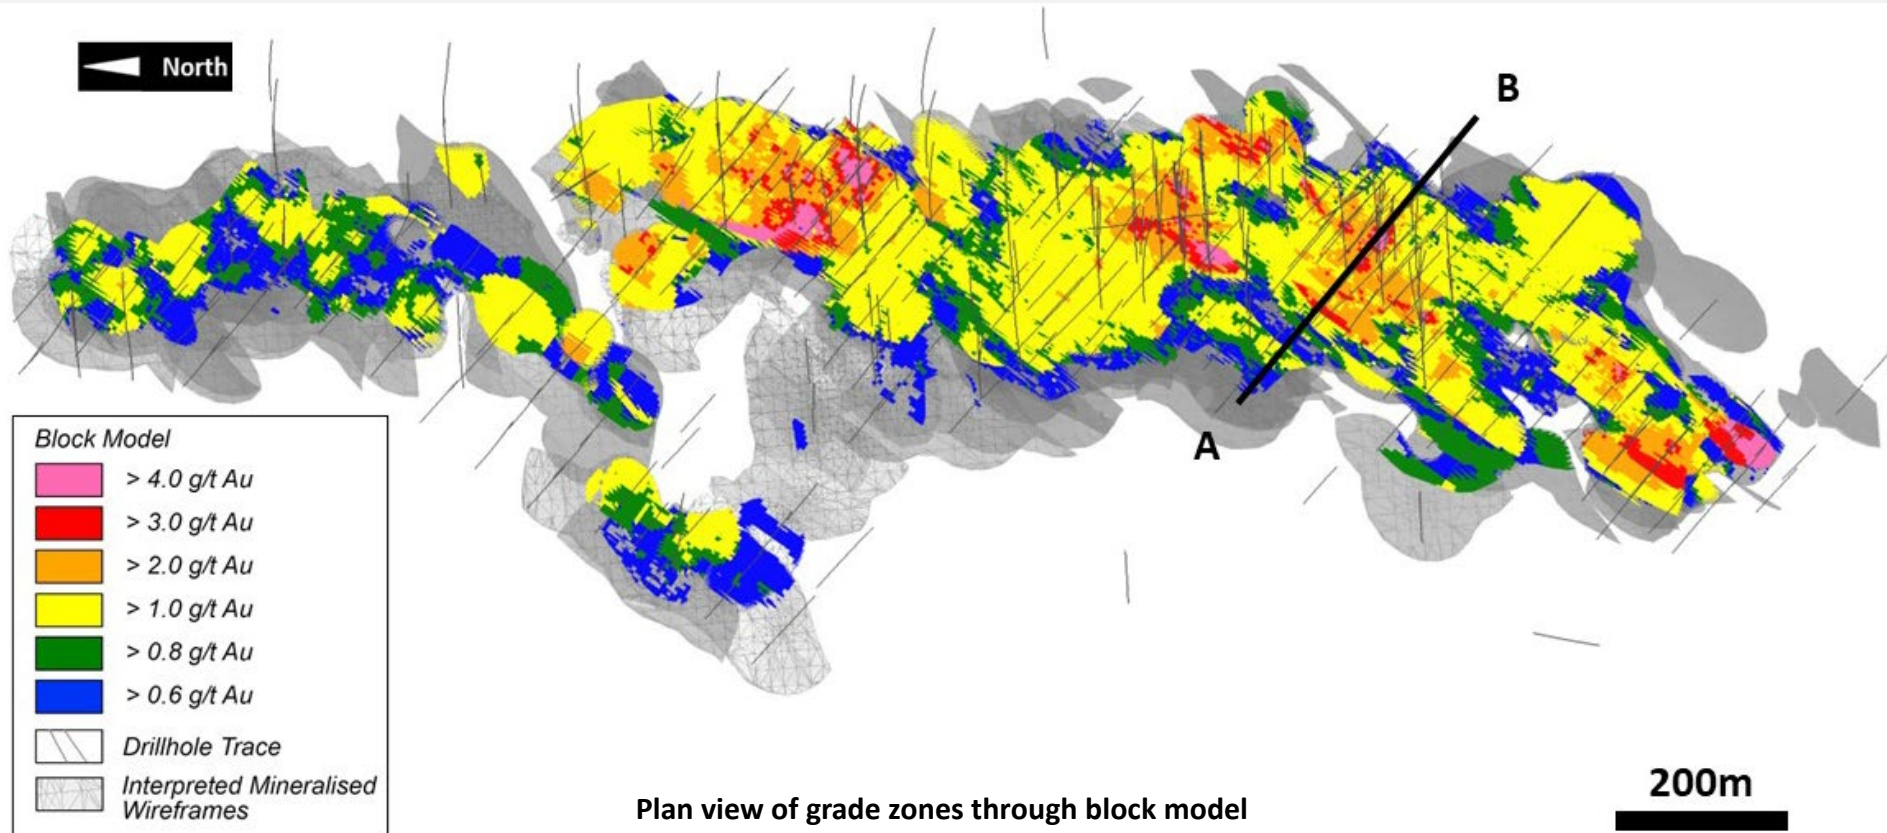 North
B
A
Block Model
> 4.0 g/t Au
> 3.0 g/t Au
> 2.0 g/t Au
> 1.0 g/t Au
> 0.8 g/t Au
> 0.6 g/t Au
Drillhole Trace
Interpreted Mineralised
Wireframes
Plan view of grade zones through block model
200m